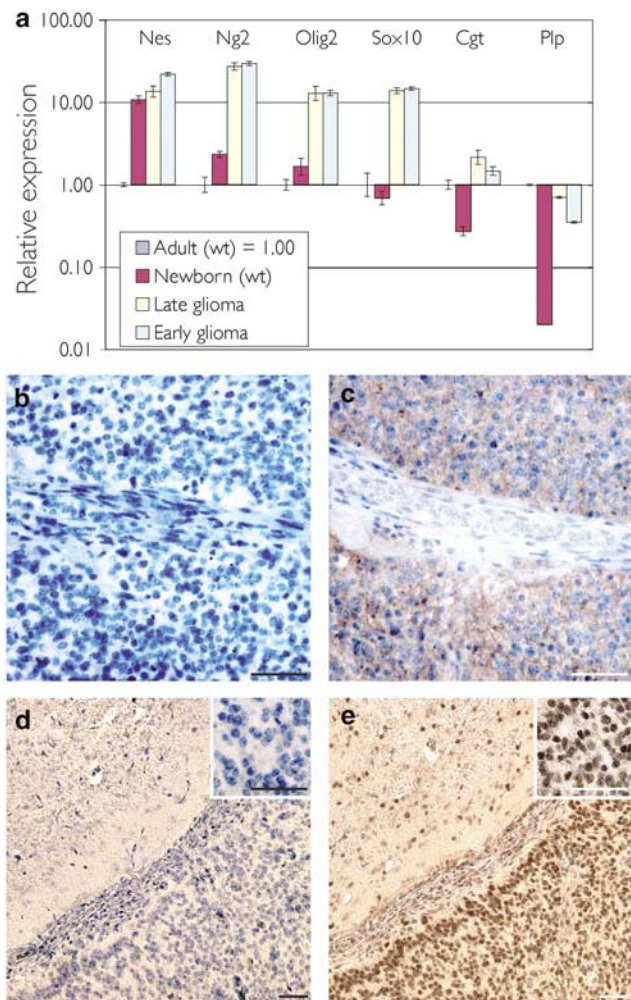 a
100.00
Nes Ng2 Olig2 Sox10 Cgt Plp
10.00
1.00
0.10
0.01
Relative expression
Adult (wt) = 1.00
Newborn (wt)
Late glioma
Early glioma
b
c
d
e